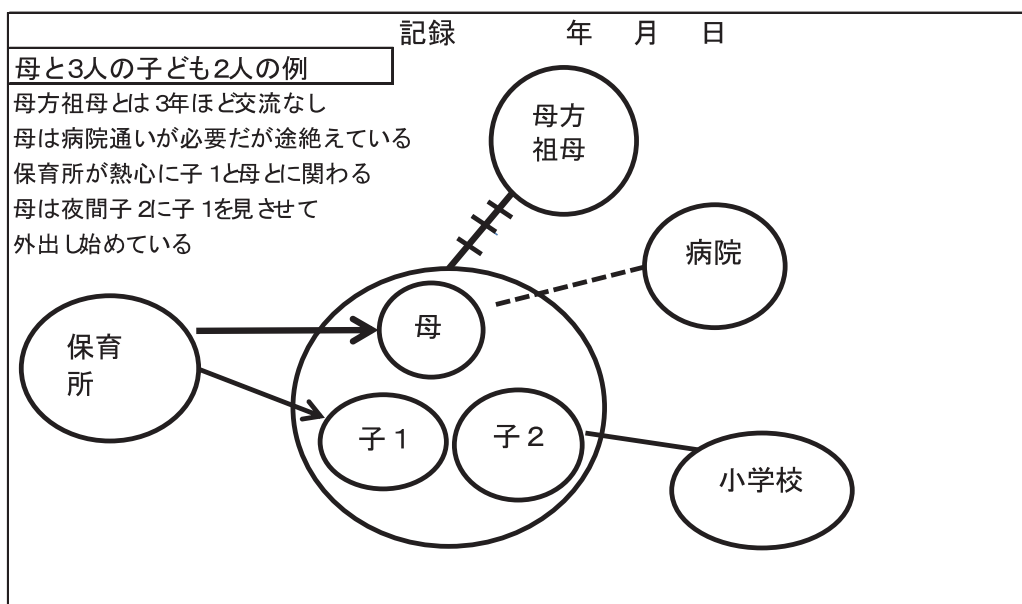 記録 年 月 日
母と3人の子ども2人の例
母方祖母とは3年ほど交流なし
母は病院通いが必要だが途絶えている
保育所が熱心に子1と母とに関わる
母は夜間子2に子1を見させて
外出し始めている
母方
祖母
病院
母
保育
所
子1
子2
小学校